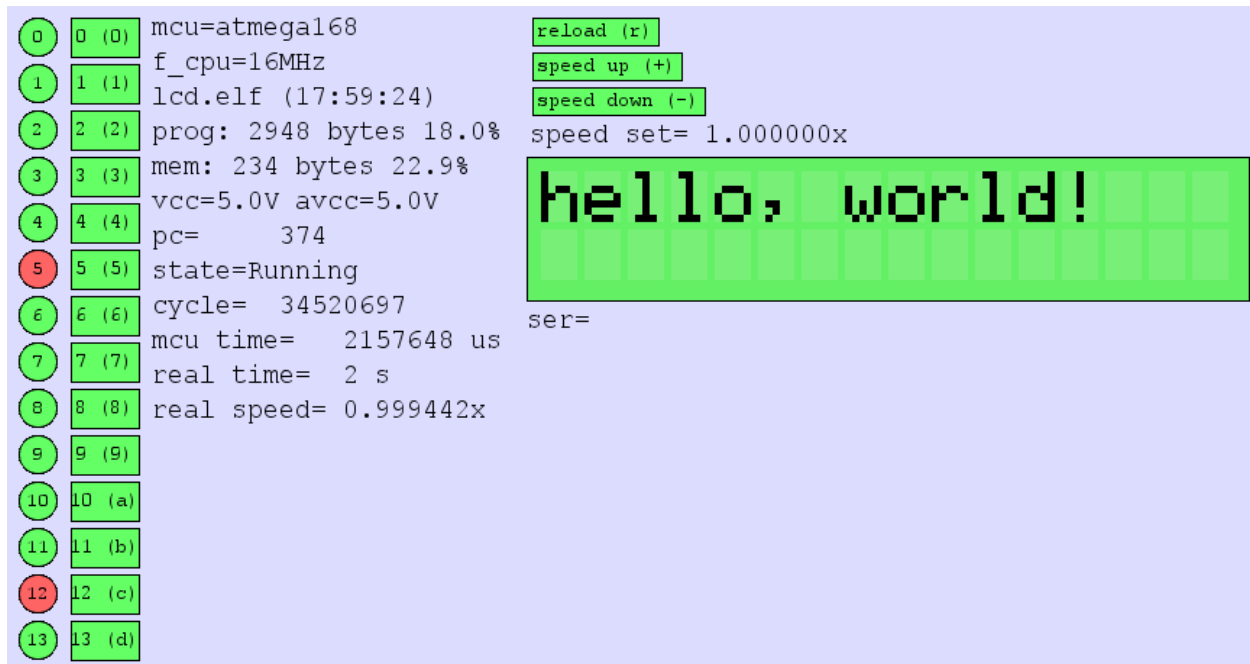 0 0 (0)
1 1 (1)
2 2 (2)
3 3 (3)
4 4 (4)
5 5 (5)
6 6 (6)
7 7 (7)
8 8 (8)
9 9 (9)
10 10 (a)
11 11 (b)
12 12 (c)
13 13 (d)
mcu=atmega168
f_cpu=16MHz
lcd.elf (17:59:24)
prog: 2948 bytes 18.0%
mem: 234 bytes 22.9%
vcc=5.0V avcc=5.0V
pc= 374
state=Running
cycle= 34520697
mcu time= 2157648 us
real time= 2 s
real speed= 0.999442x
reload (r)
speed up (+)
speed down (-)
speed set= 1.000000x
hello, world!
ser=